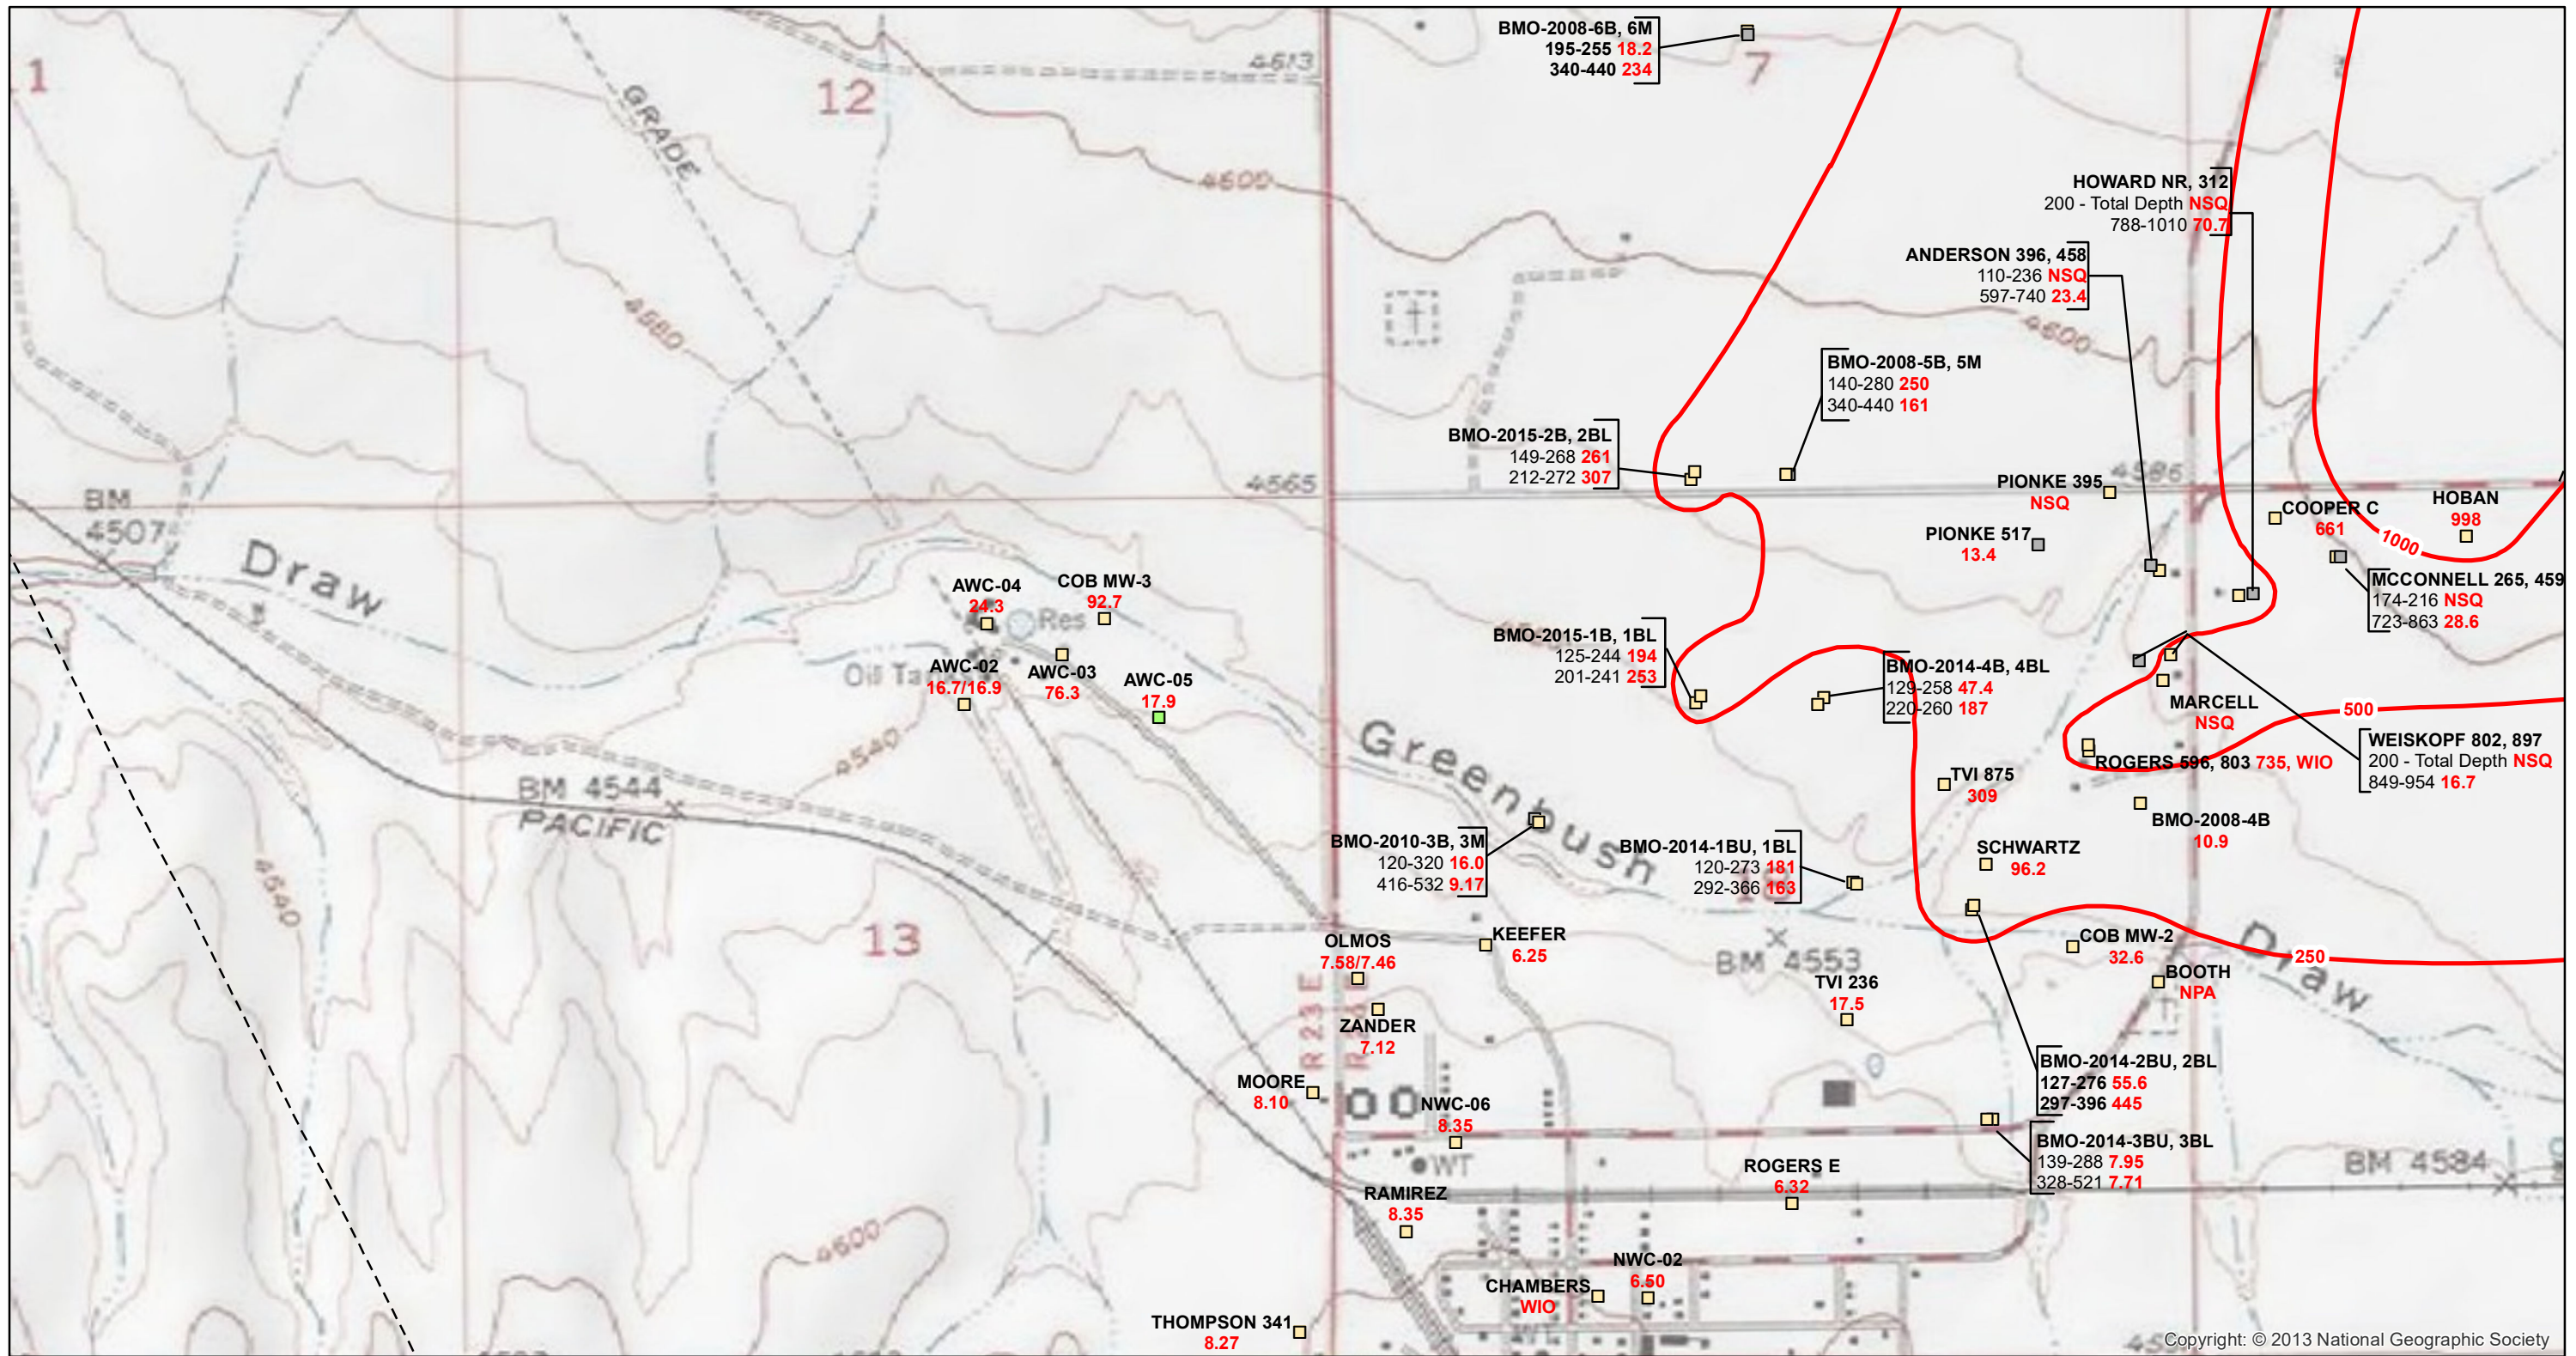 BMO-2008-6B, 6M
195-255 18.2
340-440 234
4613
7
1
12
GRADE
4600
HOWARD NR, 312
200 - Total Depth NSQ
788-1010 70.7
ANDERSON 396, 458
110-236 NSQ
597-740 23.4
4580
4600
BMO-2008-5B, 5M
140-280 250
340-440 161
BMO-2015-2B, 2BL
149-268 261
212-272 307
4565
4586
PIONKE 395
NSQ
HOBAN
998
COOPER C
661
1000
BM
4507
Draw
PIONKE 517
13.4
MCCONNELL 265, 459
174-216 NSQ
723-863 28.6
AWC-04
24.3
COB MW-3
92.7
Res
Oil
AWC-02
16.7/16.9
AWC-03
76.3
AWC-05
17.9
BMO-2015-1B, 1BL
125-244 194
201-241 253
BMO-2014-4B, 4BL
129-258 47.4
220-260 187
MARCELL
NSQ
500
WEISKOPF 802, 897
200 - Total Depth NSQ
849-954 16.7
ROGERS 596, 803 735, WIO
4540
Greenbush
BM 4544
PACIFIC
TVI 875
309
BMO-2008-4B
10.9
BMO-2010-3B, 3M
120-320 16.0
416-532 9.17
BMO-2014-1BU, 1BL
120-273 181
292-366 163
18
SCHWARTZ
96.2
4540
13
OLMOS
7.58/7.46
KEEFER
6.25
BM 4553
COB MW-2
32.6
250
Draw
BOOTH
NPA
TVI 236
17.5
R 23 E
ZANDER
7.12
BMO-2014-2BU, 2BL
127-276 55.6
297-396 445
MOORE
8.10
NWC-06
8.35
BMO-2014-3BU, 3BL
139-288 7.95
328-521 7.71
WT
BM 4584
ROGERS E
6.32
RAMIREZ
8.35
4600
NWC-02
6.50
CHAMBERS
WIO
THOMPSON 341
8.27
Copyright: © 2013 National Geographic Society